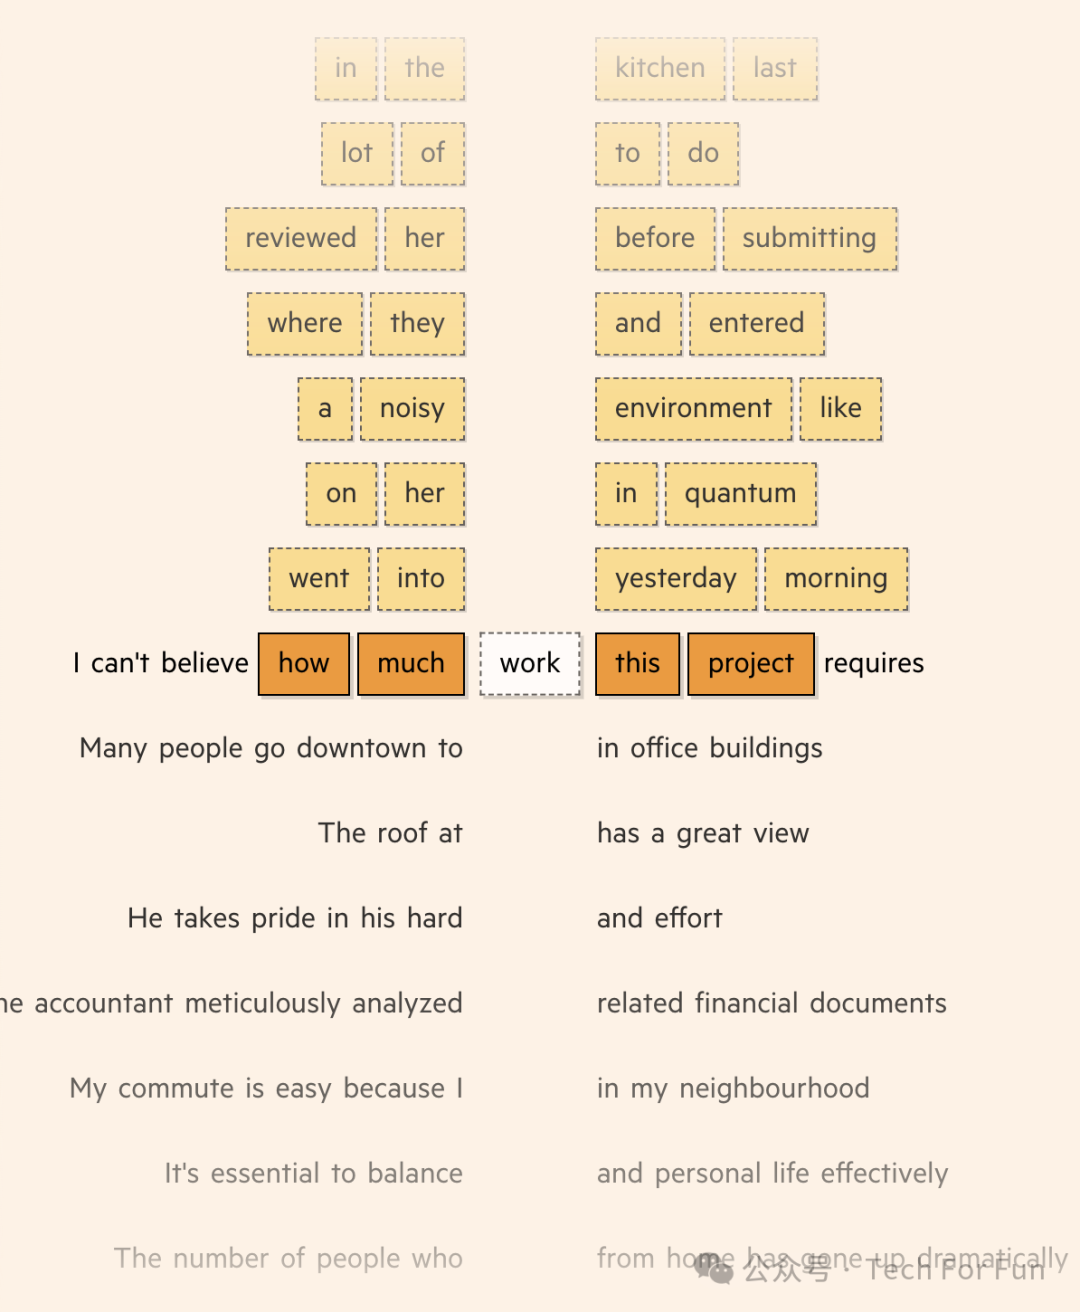 in the kitchen last
lot of to do
reviewed her before submitting
where they and entered
a noisy environment like
on her in quantum
went into yesterday morning
I can't believe how much work this project requires
Many people go downtown to in office buildings
The roof at has a great view
He takes pride in his hard and effort
he accountant meticulously analyzed related financial documents
My commute is easy because I in my neighbourhood
It's essential to balance and personal life effectively
The number of people who from home has gone up dramatically
公众号 · Tech For Fun